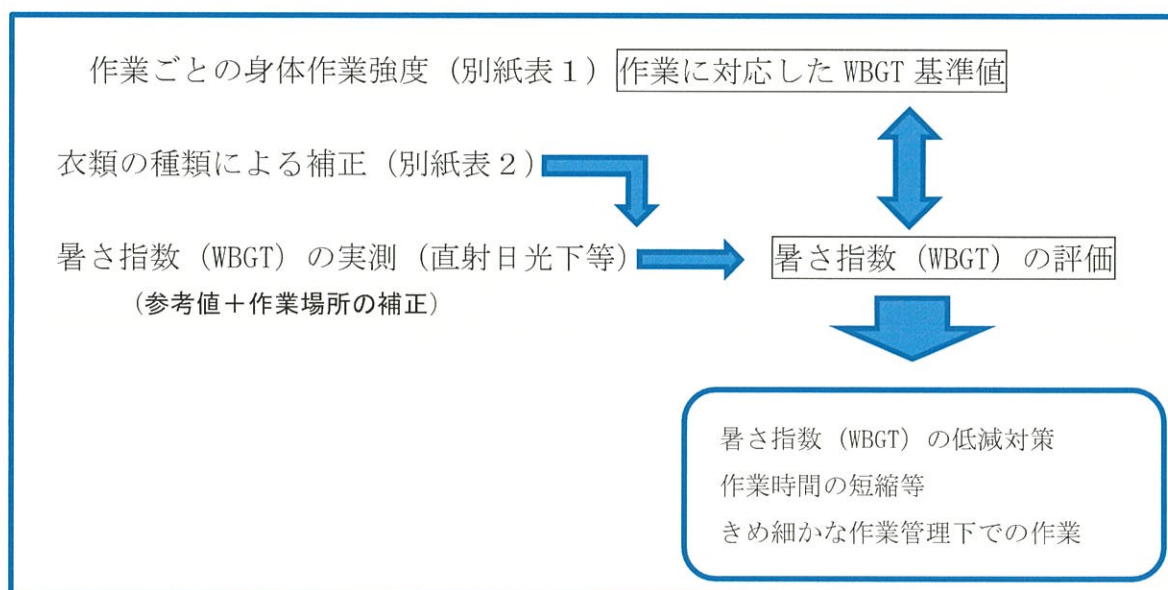 作業ごとの身体作業強度（別紙表１）作業に対応した WBGT 基準値
衣類の種類による補正（別紙表２）
暑さ指数（WBGT）の実測（直射日光下等）
暑さ指数（WBGT）の評価
（参考値＋作業場所の補正）
暑さ指数（WBGT）の低減対策
作業時間の短縮等
きめ細かな作業管理下での作業